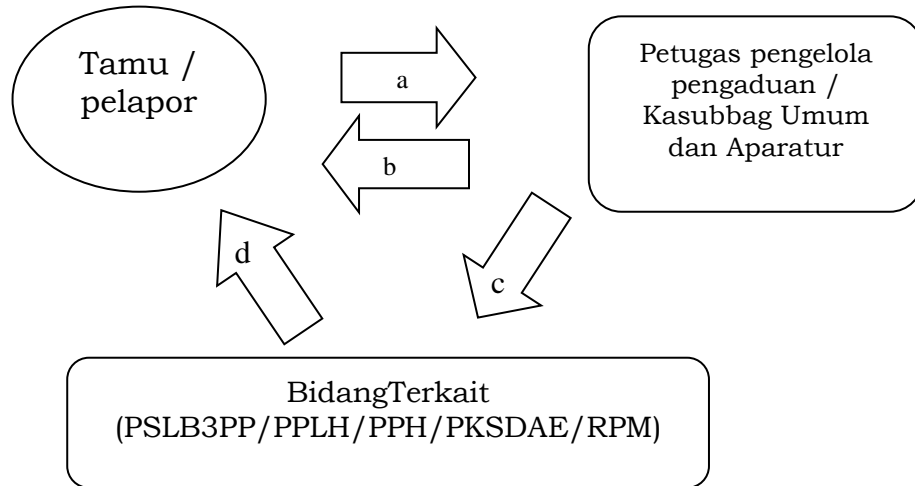 Tamu /
pelapor
a
Petugas pengelola
pengaduan /
Kasubbag Umum
dan Aparatur
b
d
c
BidangTerkait
(PSLB3PP/PPLH/PPH/PKSDAE/RPM)